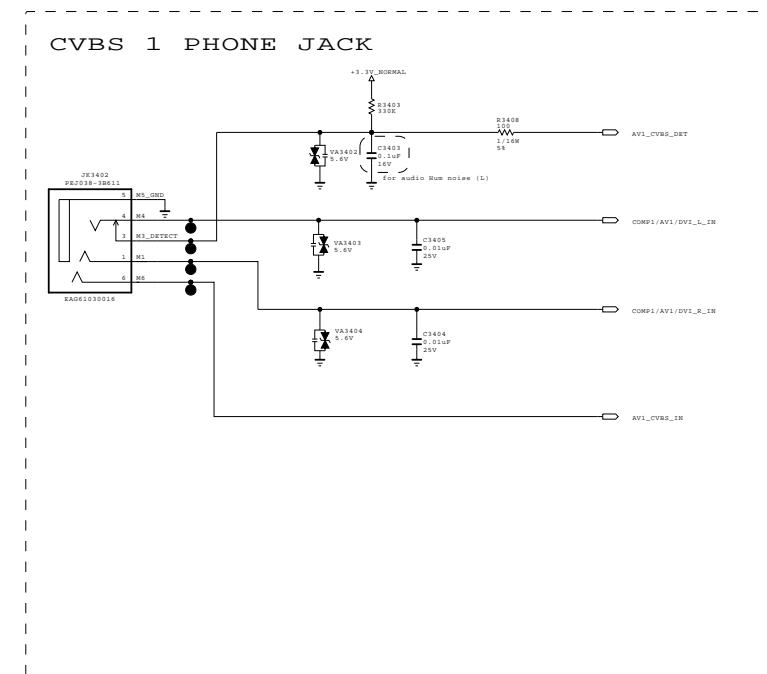 CVBS 1 PHONE JACK
+3.3V_NORMAL
R3403
330K
R3408
100
1/16W
5%
AV1_CVBS_DET
VA3402
5.6V
C3403
0.1uF
16V
for audio Hum noise (L)
JK3402
PEJ038-3B611
5 M5_GND
4 M4
3 M3_DETECT
1 M1
6 M6
EAG61030016
COMP1/AV1/DVI_L_IN
VA3403
5.6V
C3405
0.01uF
25V
COMP1/AV1/DVI_R_IN
VA3404
5.6V
C3404
0.01uF
25V
AV1_CVBS_IN